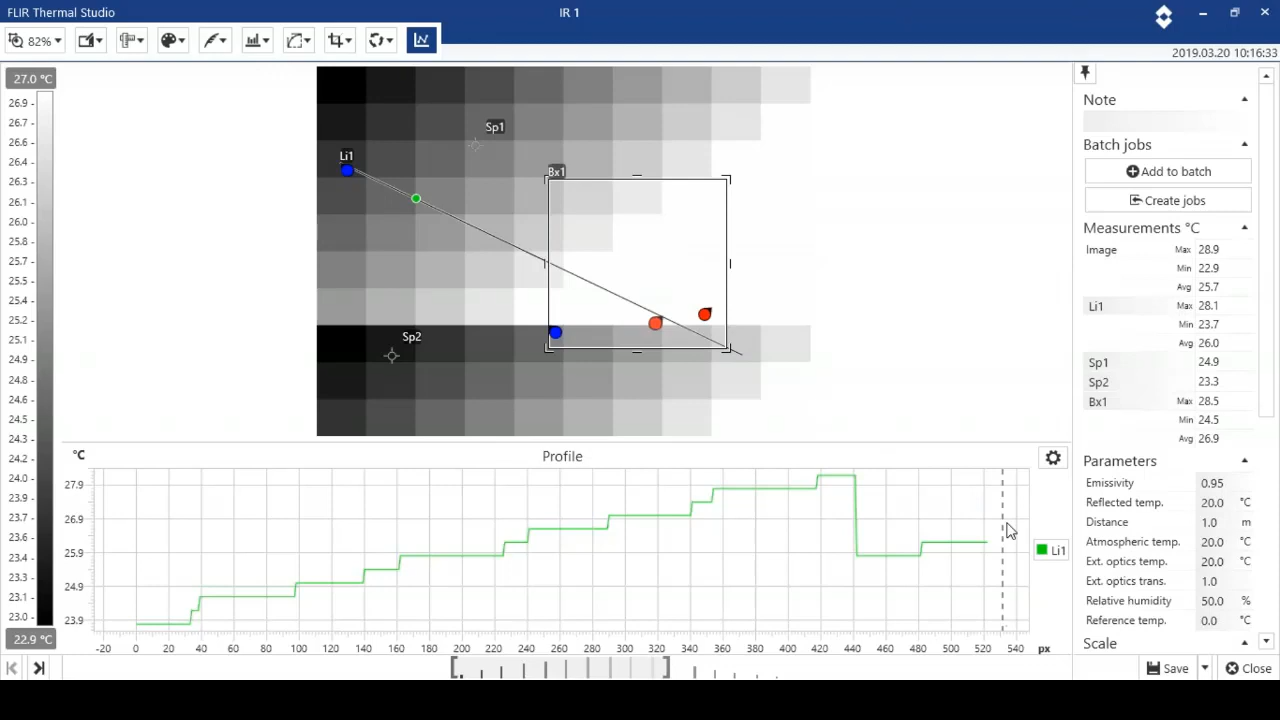 FLIR Thermal Studio
IR 1
82%
2019.03.20 10:16:33
27.0 °C
26.9
26.7
26.6
26.4
26.3
26.1
26.0
25.8
25.7
25.5
25.4
25.2
25.1
24.9
24.8
24.6
24.5
24.3
24.2
24.0
23.9
23.7
23.6
23.4
23.3
23.1
23.0
22.9 °C
Sp1
Li1
Bx1
Sp2
Note
Batch jobs
Add to batch
Create jobs
Measurements °C
Image Max 28.9
Min 22.9
Avg 25.7
Li1 Max 28.1
Min 23.7
Avg 26.0
Sp1 24.9
Sp2 23.3
Bx1 Max 28.5
Min 24.5
Avg 26.9
Parameters
Emissivity 0.95
Reflected temp. 20.0 °C
Distance 1.0 m
Atmospheric temp. 20.0 °C
Ext. optics temp. 20.0 °C
Ext. optics trans. 1.0
Relative humidity 50.0 %
Reference temp. 0.0 °C
Scale
°C Profile
27.9
26.9
25.9
24.9
23.9
Li1
-20 0 20 40 60 80 100 120 140 160 180 200 220 240 260 280 300 320 340 360 380 400 420 440 460 480 500 520 540 px
Save Close